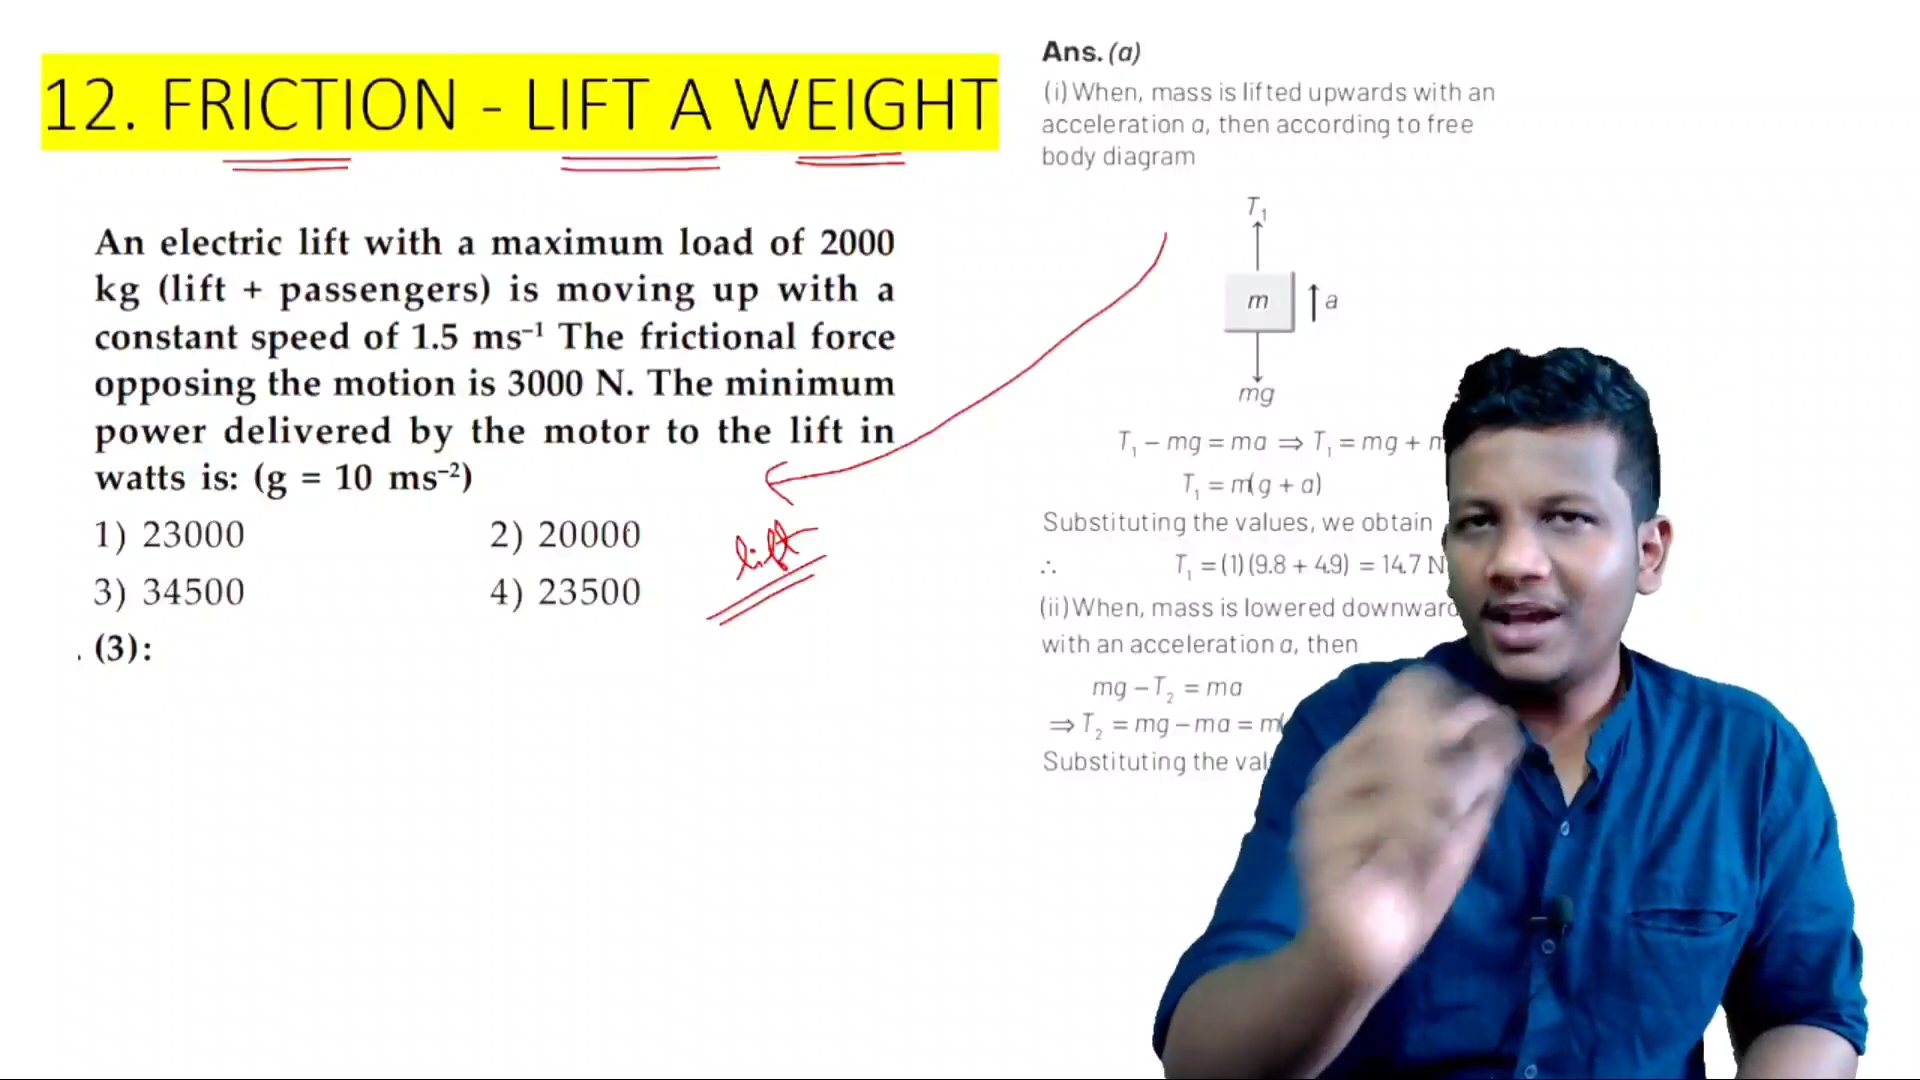 12. FRICTION - LIFT A WEIGHT
An electric lift with a maximum load of 2000
kg (lift + passengers) is moving up with a
constant speed of 1.5 ms⁻¹ The frictional force
opposing the motion is 3000 N. The minimum
power delivered by the motor to the lift in
watts is: (g = 10 ms⁻²)
1) 23000 2) 20000
3) 34500 4) 23500
. (3):
lift
Ans. (a)
(i) When, mass is lifted upwards with an
acceleration a, then according to free
body diagram
T₁
m a
mg
T₁ – mg = ma ⇒ T₁ = mg +
T₁ = m(g + a)
Substituting the values, we obtain
∴ T₁ = (1)(9.8 + 4.9) = 14.7 N
(ii) When, mass is lowered
with an acceleration a, then
mg – T₂ = ma
⇒ T₂ = mg – ma =
Substituting the